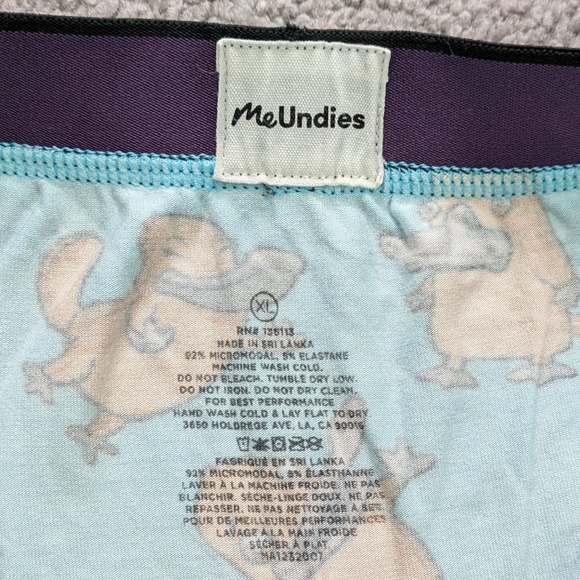 MeUndies
XL
RN# 136113
MADE IN SRI LANKA
92% MICROMODAL, 8% ELASTANE
MACHINE WASH COLD.
DO NOT BLEACH. TUMBLE DRY LOW.
DO NOT IRON. DO NOT DRY CLEAN.
FOR BEST PERFORMANCE
HAND WASH COLD & LAY FLAT TO DRY
3650 HOLDREGE AVE, LA, CA 90016
FABRIQUÉ EN SRI LANKA
92% MICROMODAL, 8% ÉLASTHANNE
LAVER À LA MACHINE FROIDE. NE PAS
BLANCHIR. SÈCHE-LINGE DOUX. NE PAS
REPASSER. NE PAS NETTOYAGE À SEC
POUR DE MEILLEURES PERFORMANCES
LAVAGE À LA MAIN FROIDE
SÉCHER À PLAT
MA1232007